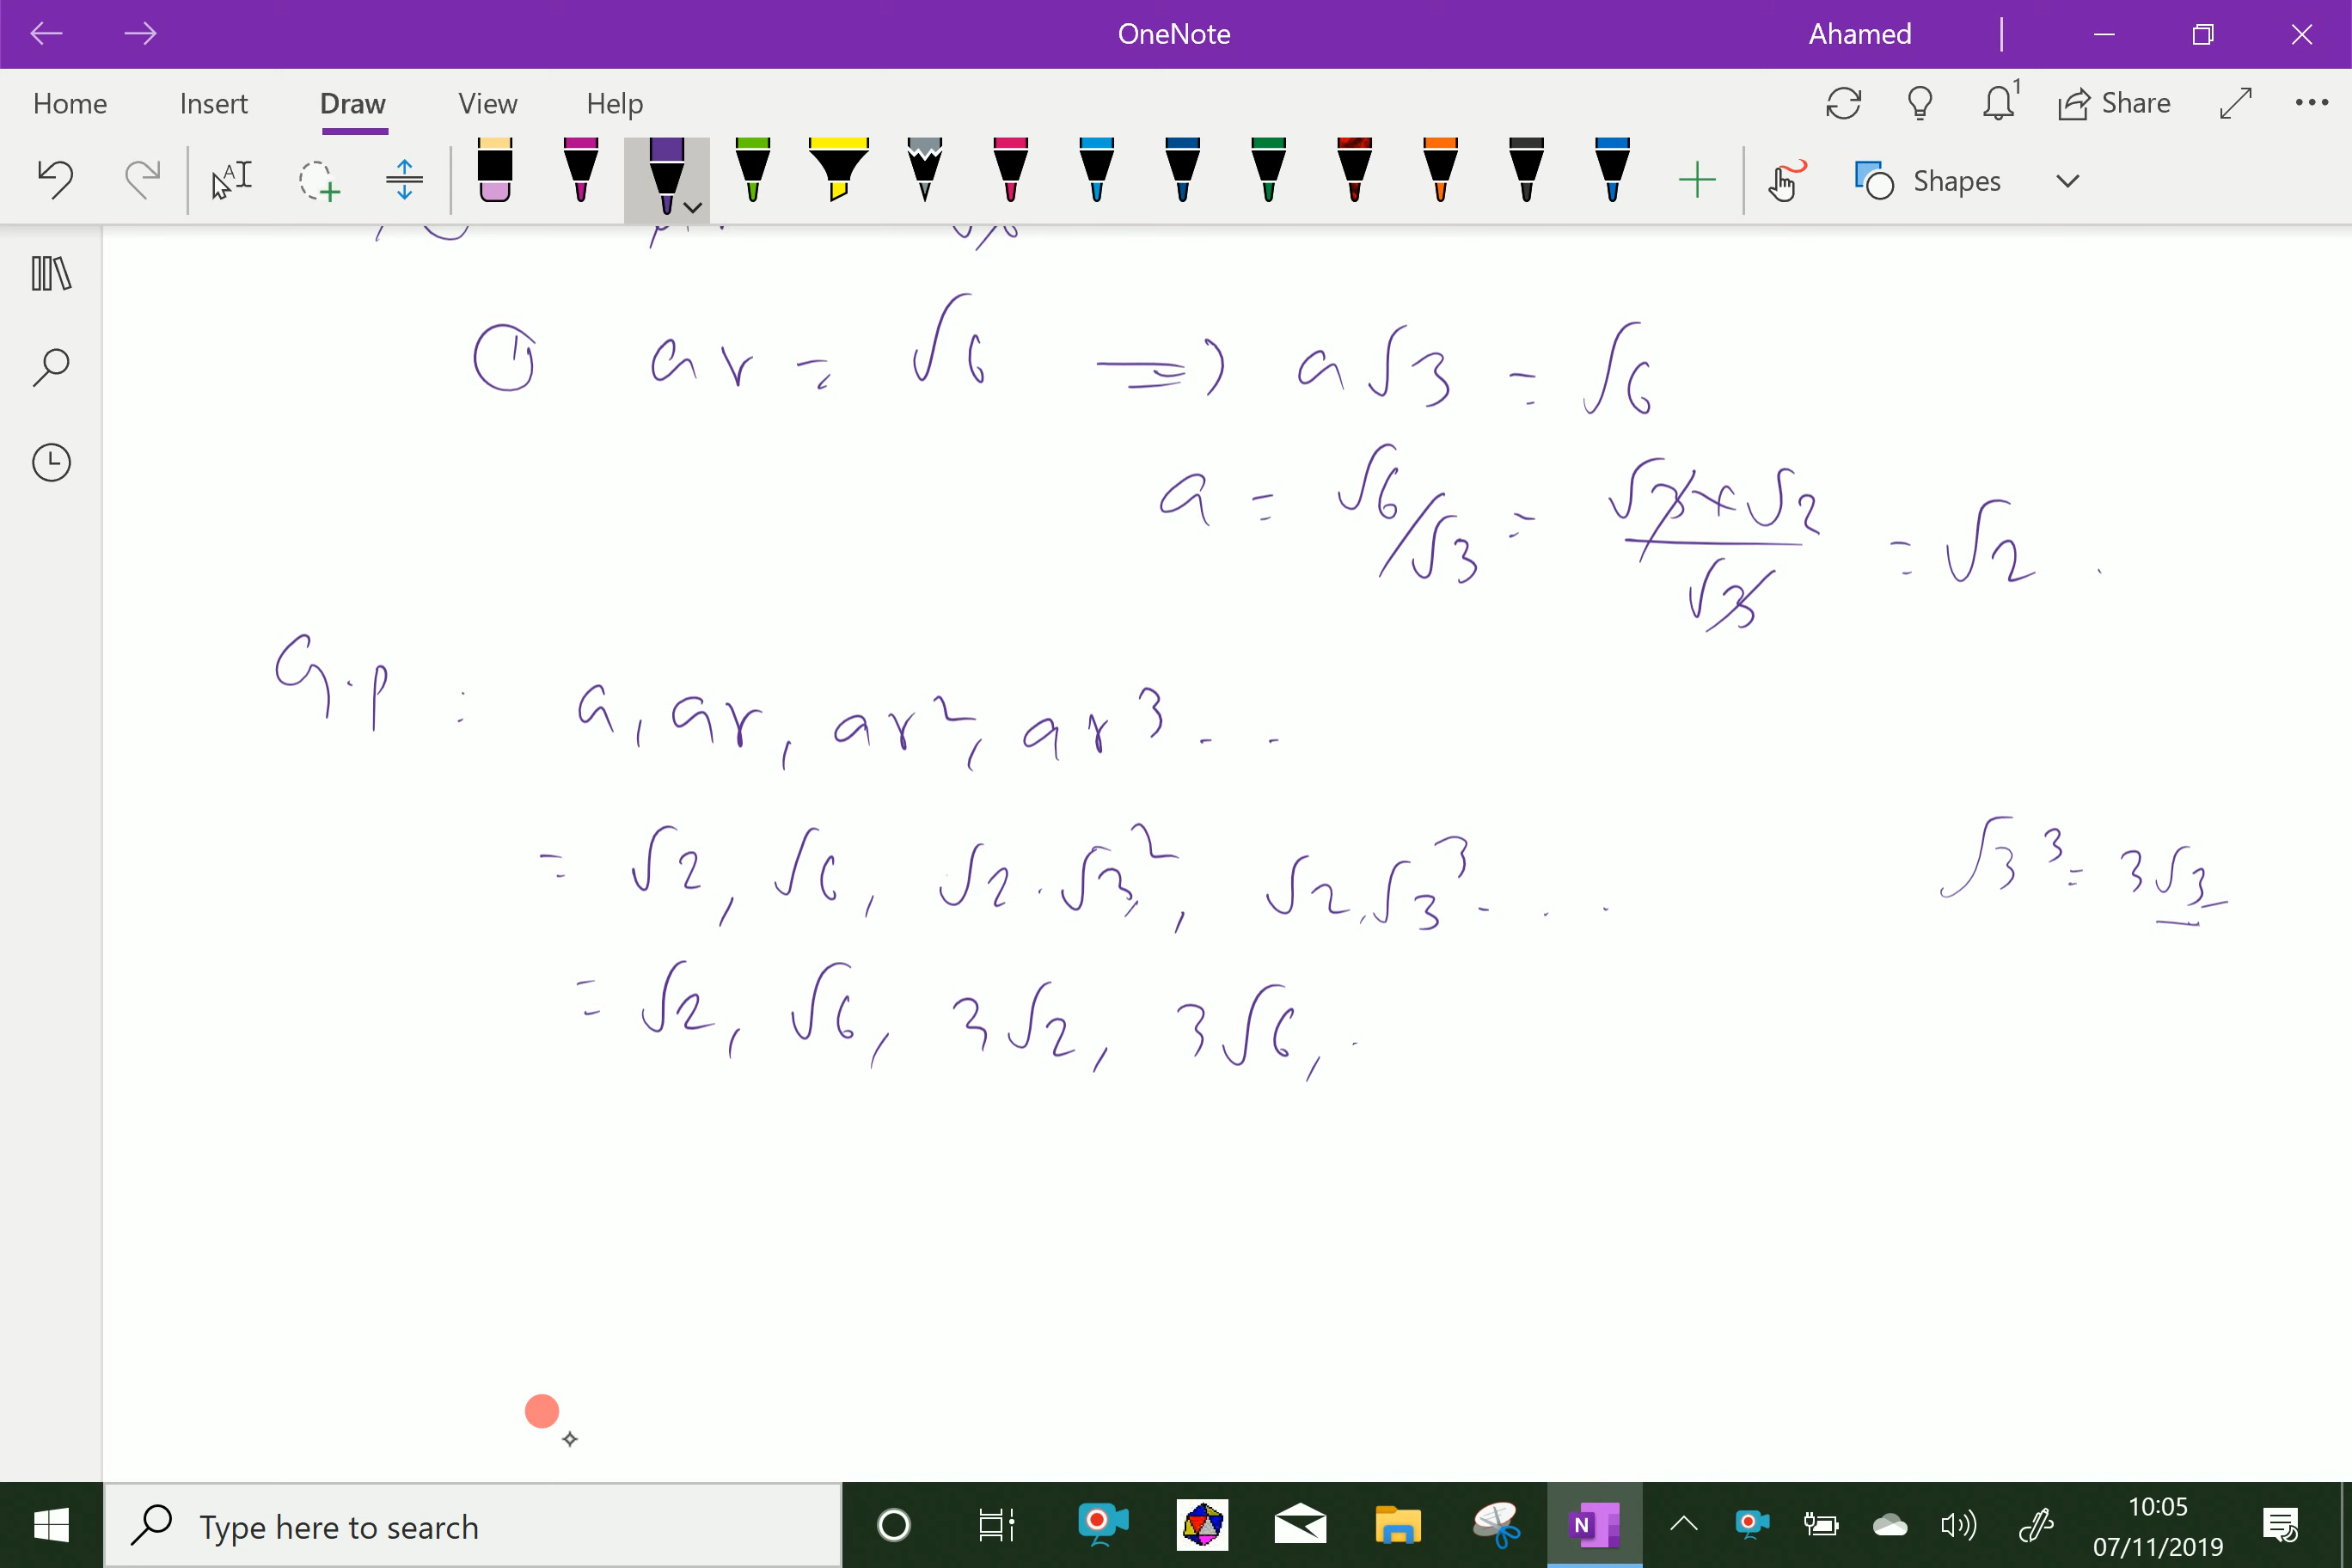 OneNote
Ahamed
Home Insert Draw View Help
1
Share
Shapes
① ar = √6 ⟹ a√3 = √6
a = √6/√3 = √3×√2/√3 = √2 .
G.p : a, ar, ar², ar³ . .
= √2, √6, √2.√3², √2.√3³ - . .
√3³ = 3√3
= √2, √6, 3√2, 3√6, .
Type here to search
N
10:05
07/11/2019